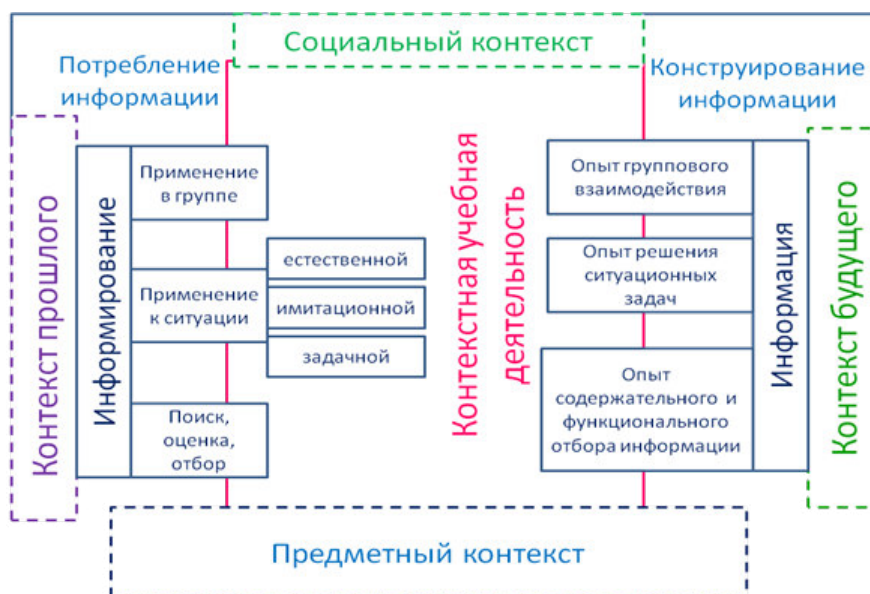 Социальный контекст
Потребление
информации
Конструирование
информации
Контекст прошлого
Информирование
Применение
в группе
Применение
к ситуации
естественной
имитационной
задачной
Поиск,
оценка,
отбор
Контекстная учебная
деятельность
Опыт группового
взаимодействия
Опыт решения
ситуационных
задач
Опыт
содержательного и
функционального
отбора информации
Информация
Контекст будущего
Предметный контекст